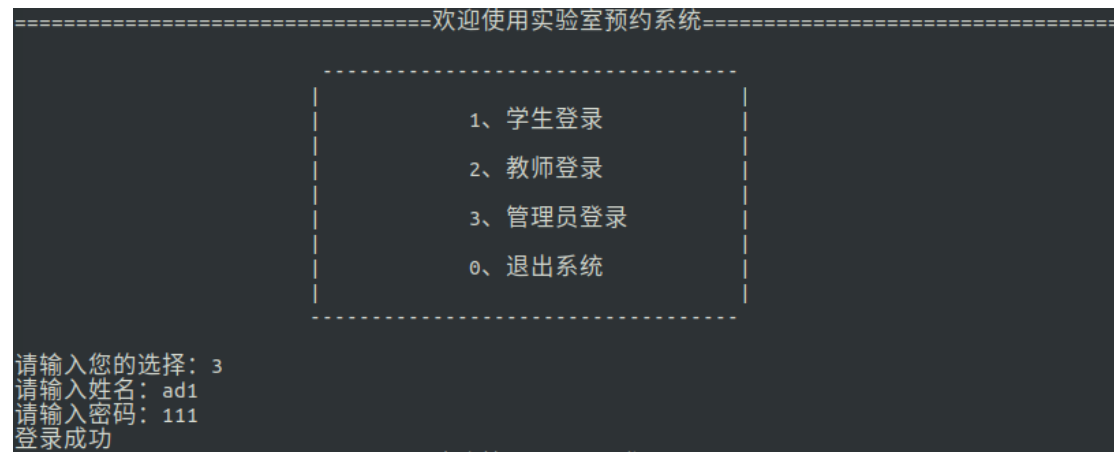 ==================================欢迎使用实验室预约系统==================================
----------------------------------
1、学生登录
2、教师登录
3、管理员登录
0、退出系统
-----------------------------------
请输入您的选择：3
请输入姓名：ad1
请输入密码：111
登录成功